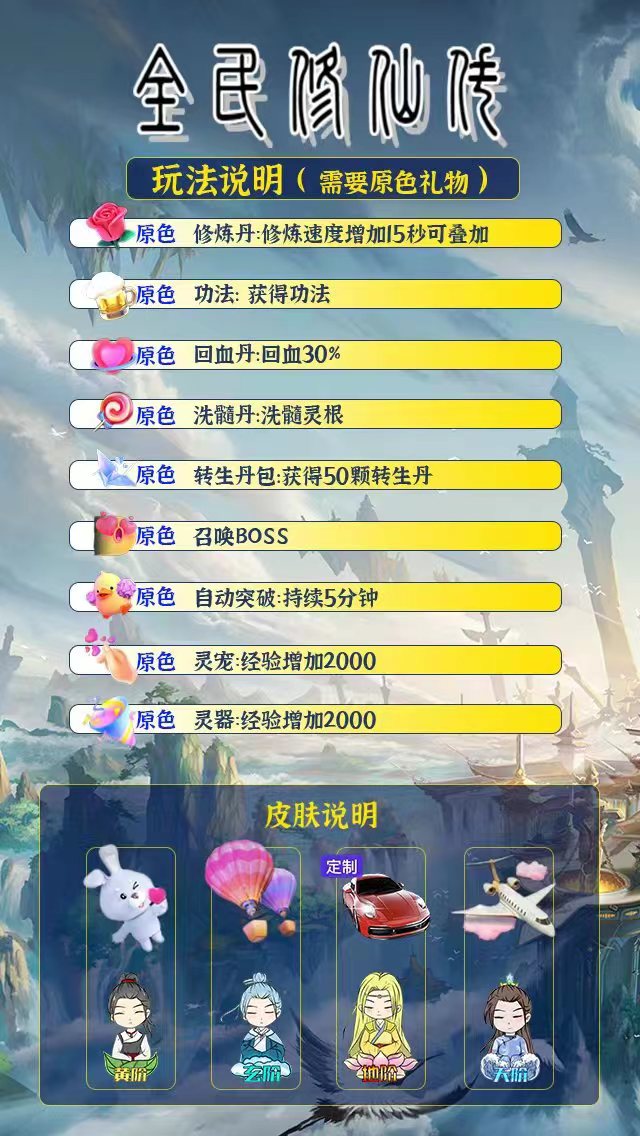 全民修仙传
玩法说明(需要原色礼物)
原色 修炼丹:修炼速度增加15秒可叠加
原色 功法: 获得功法
原色 回血丹:回血30%
原色 洗髓丹:洗髓灵根
原色 转生丹包:获得50颗转生丹
原色 召唤BOSS
原色 自动突破:持续5分钟
原色 灵宠:经验增加2000
原色 灵器:经验增加2000
皮肤说明
定制
黄阶 玄阶 地阶 天阶